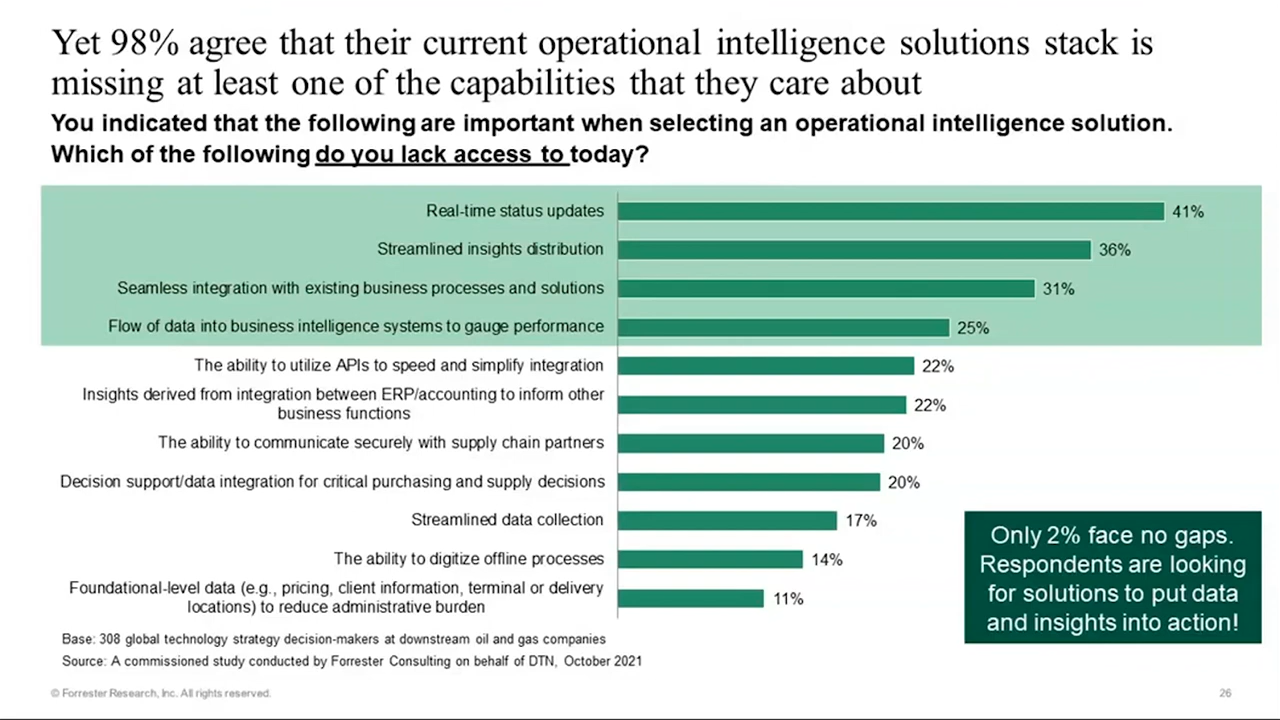 Yet 98% agree that their current operational intelligence solutions stack is
missing at least one of the capabilities that they care about
You indicated that the following are important when selecting an operational intelligence solution.
Which of the following do you lack access to today?
Real-time status updates 41%
Streamlined insights distribution 36%
Seamless integration with existing business processes and solutions 31%
Flow of data into business intelligence systems to gauge performance 25%
The ability to utilize APIs to speed and simplify integration 22%
Insights derived from integration between ERP/accounting to inform other
business functions 22%
The ability to communicate securely with supply chain partners 20%
Decision support/data integration for critical purchasing and supply decisions 20%
Streamlined data collection 17%
The ability to digitize offline processes 14%
Foundational-level data (e.g., pricing, client information, terminal or delivery
locations) to reduce administrative burden 11%
Only 2% face no gaps.
Respondents are looking
for solutions to put data
and insights into action!
Base: 308 global technology strategy decision-makers at downstream oil and gas companies
Source: A commissioned study conducted by Forrester Consulting on behalf of DTN, October 2021
© Forrester Research, Inc. All rights reserved. 26